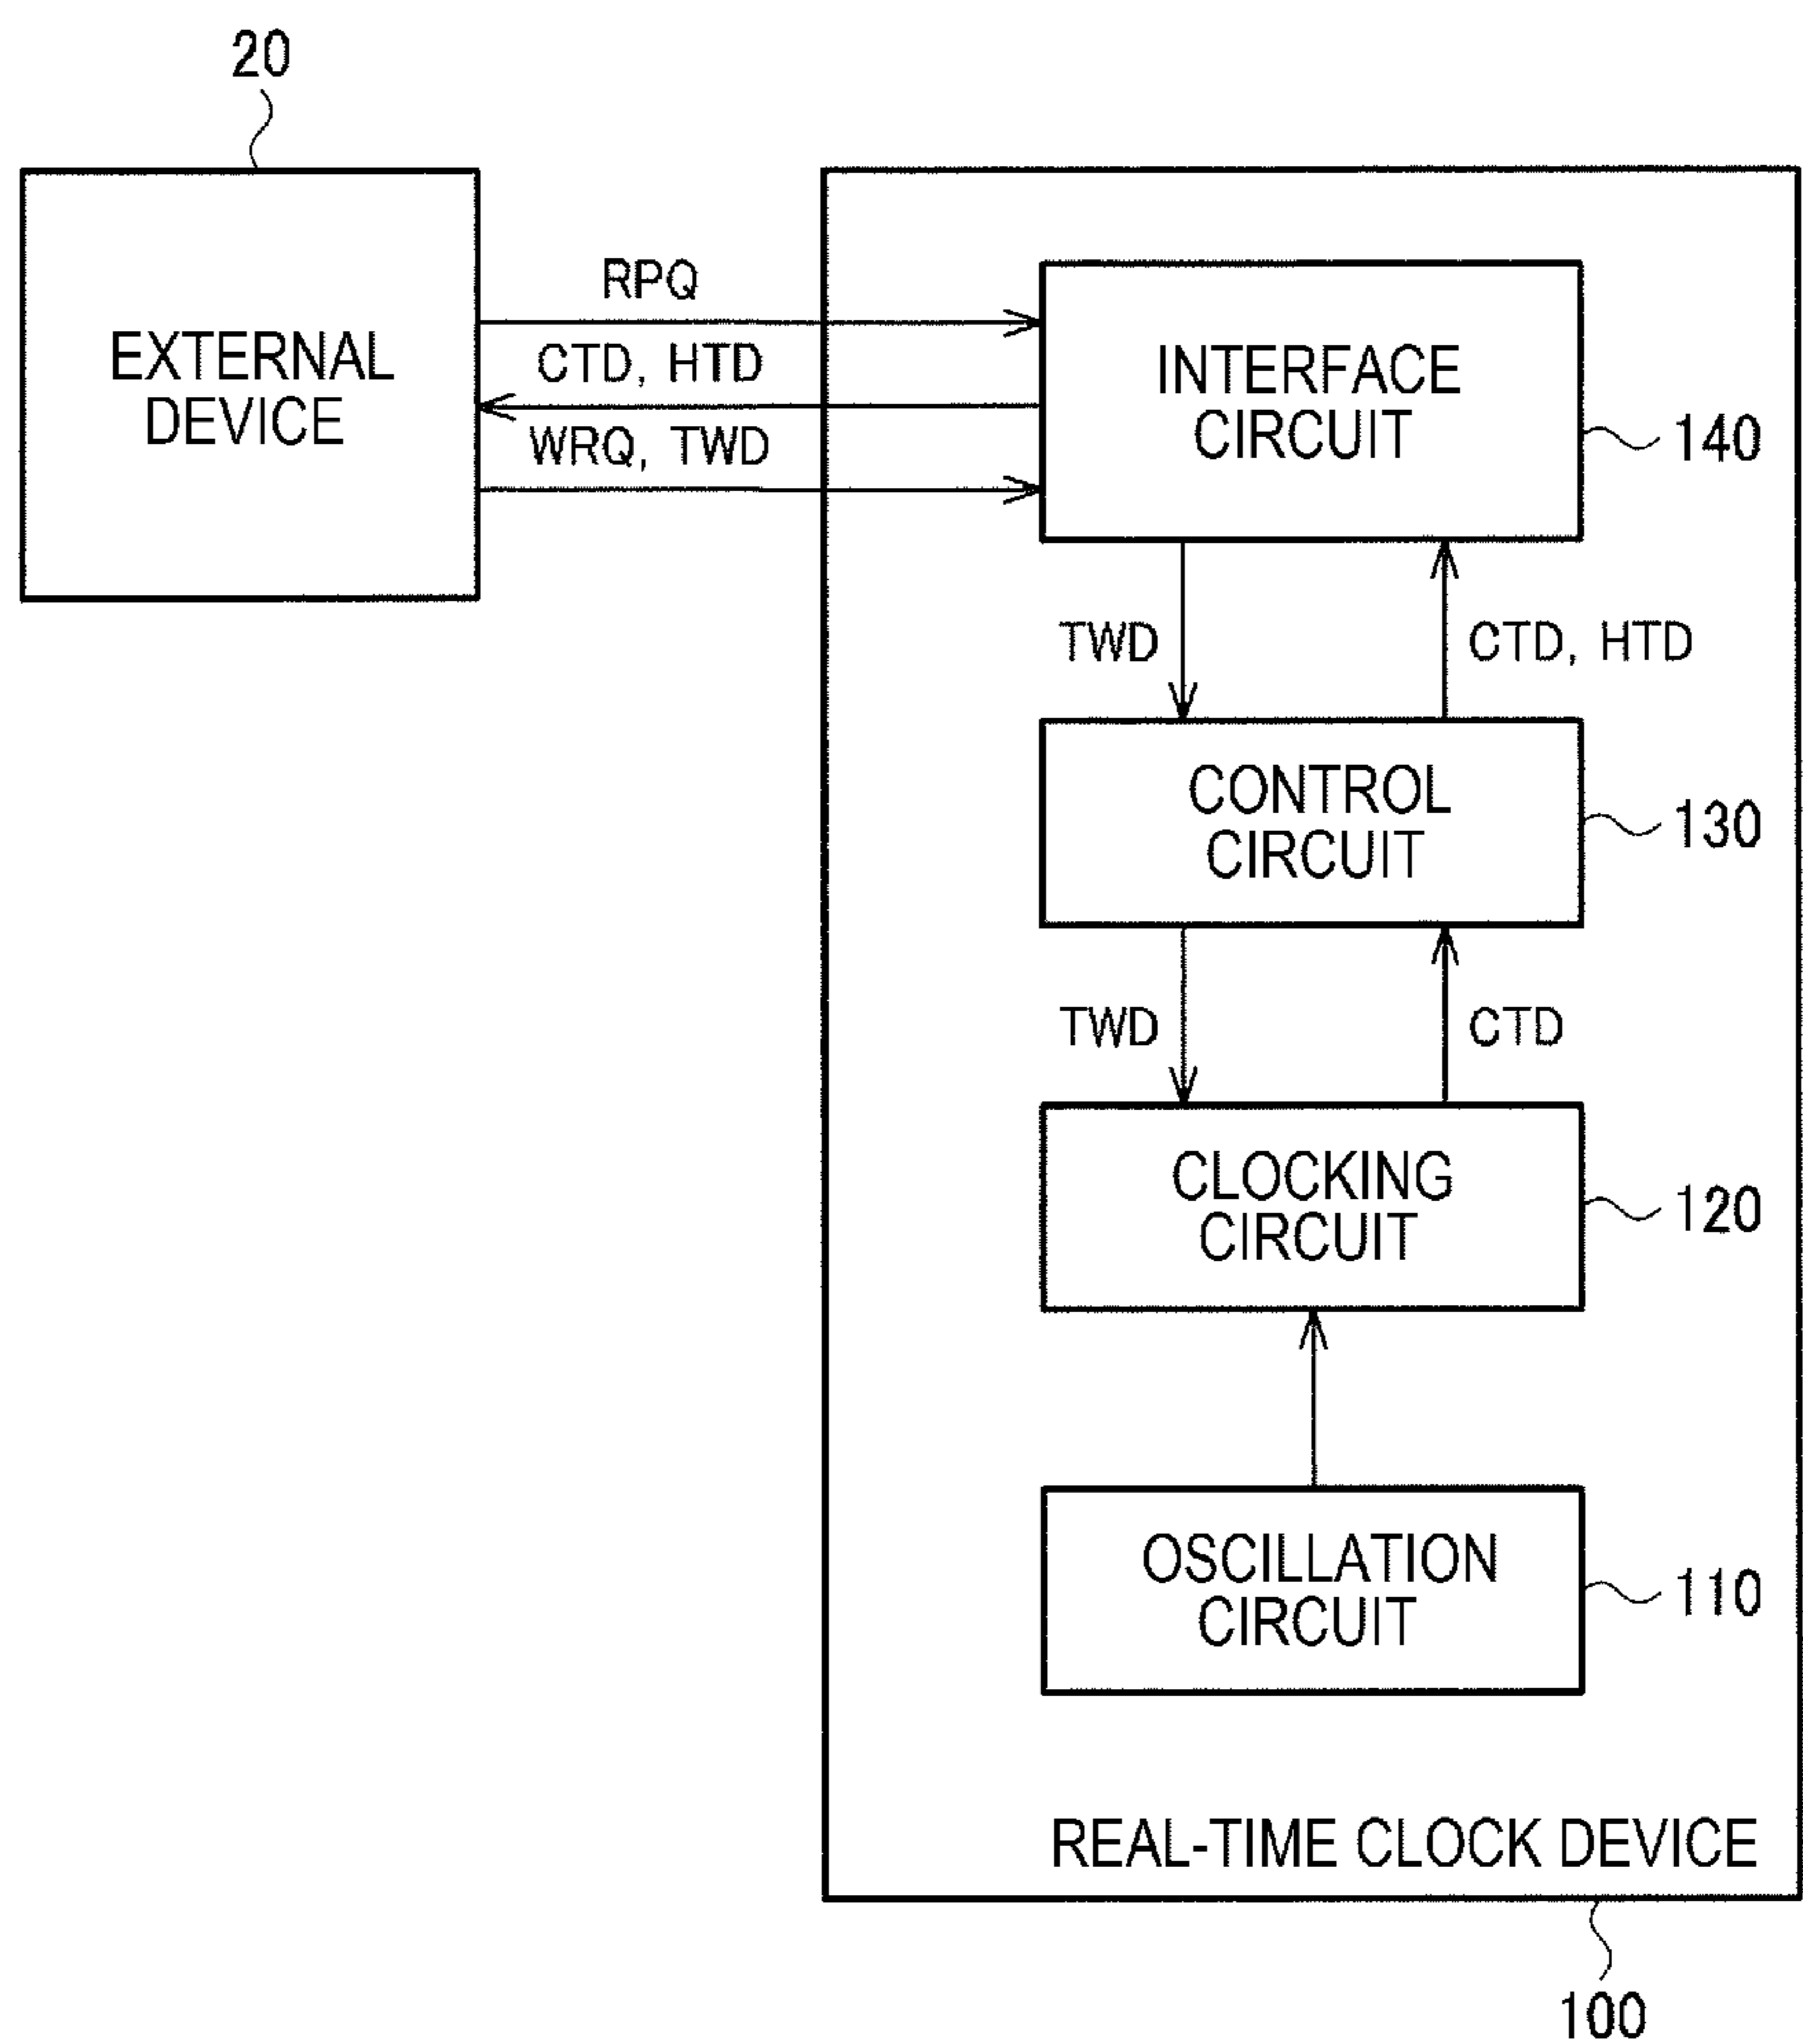 20
EXTERNAL
DEVICE
RPQ
CTD, HTD
WRQ, TWD
INTERFACE
CIRCUIT
140
TWD
CTD, HTD
CONTROL
CIRCUIT
130
TWD
CTD
CLOCKING
CIRCUIT
120
OSCILLATION
CIRCUIT
110
REAL-TIME CLOCK DEVICE
100